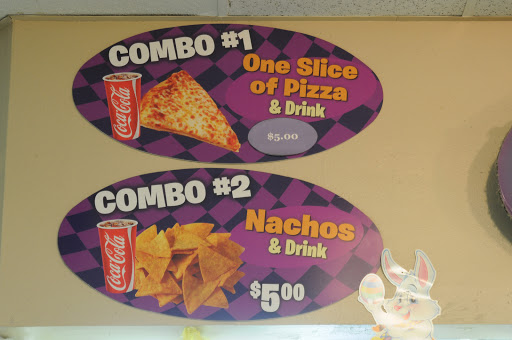 COMBO #1
One Slice
of Pizza
& Drink
$5.00
Coca-Cola
COMBO #2
Nachos
& Drink
$5.00
Coca-Cola